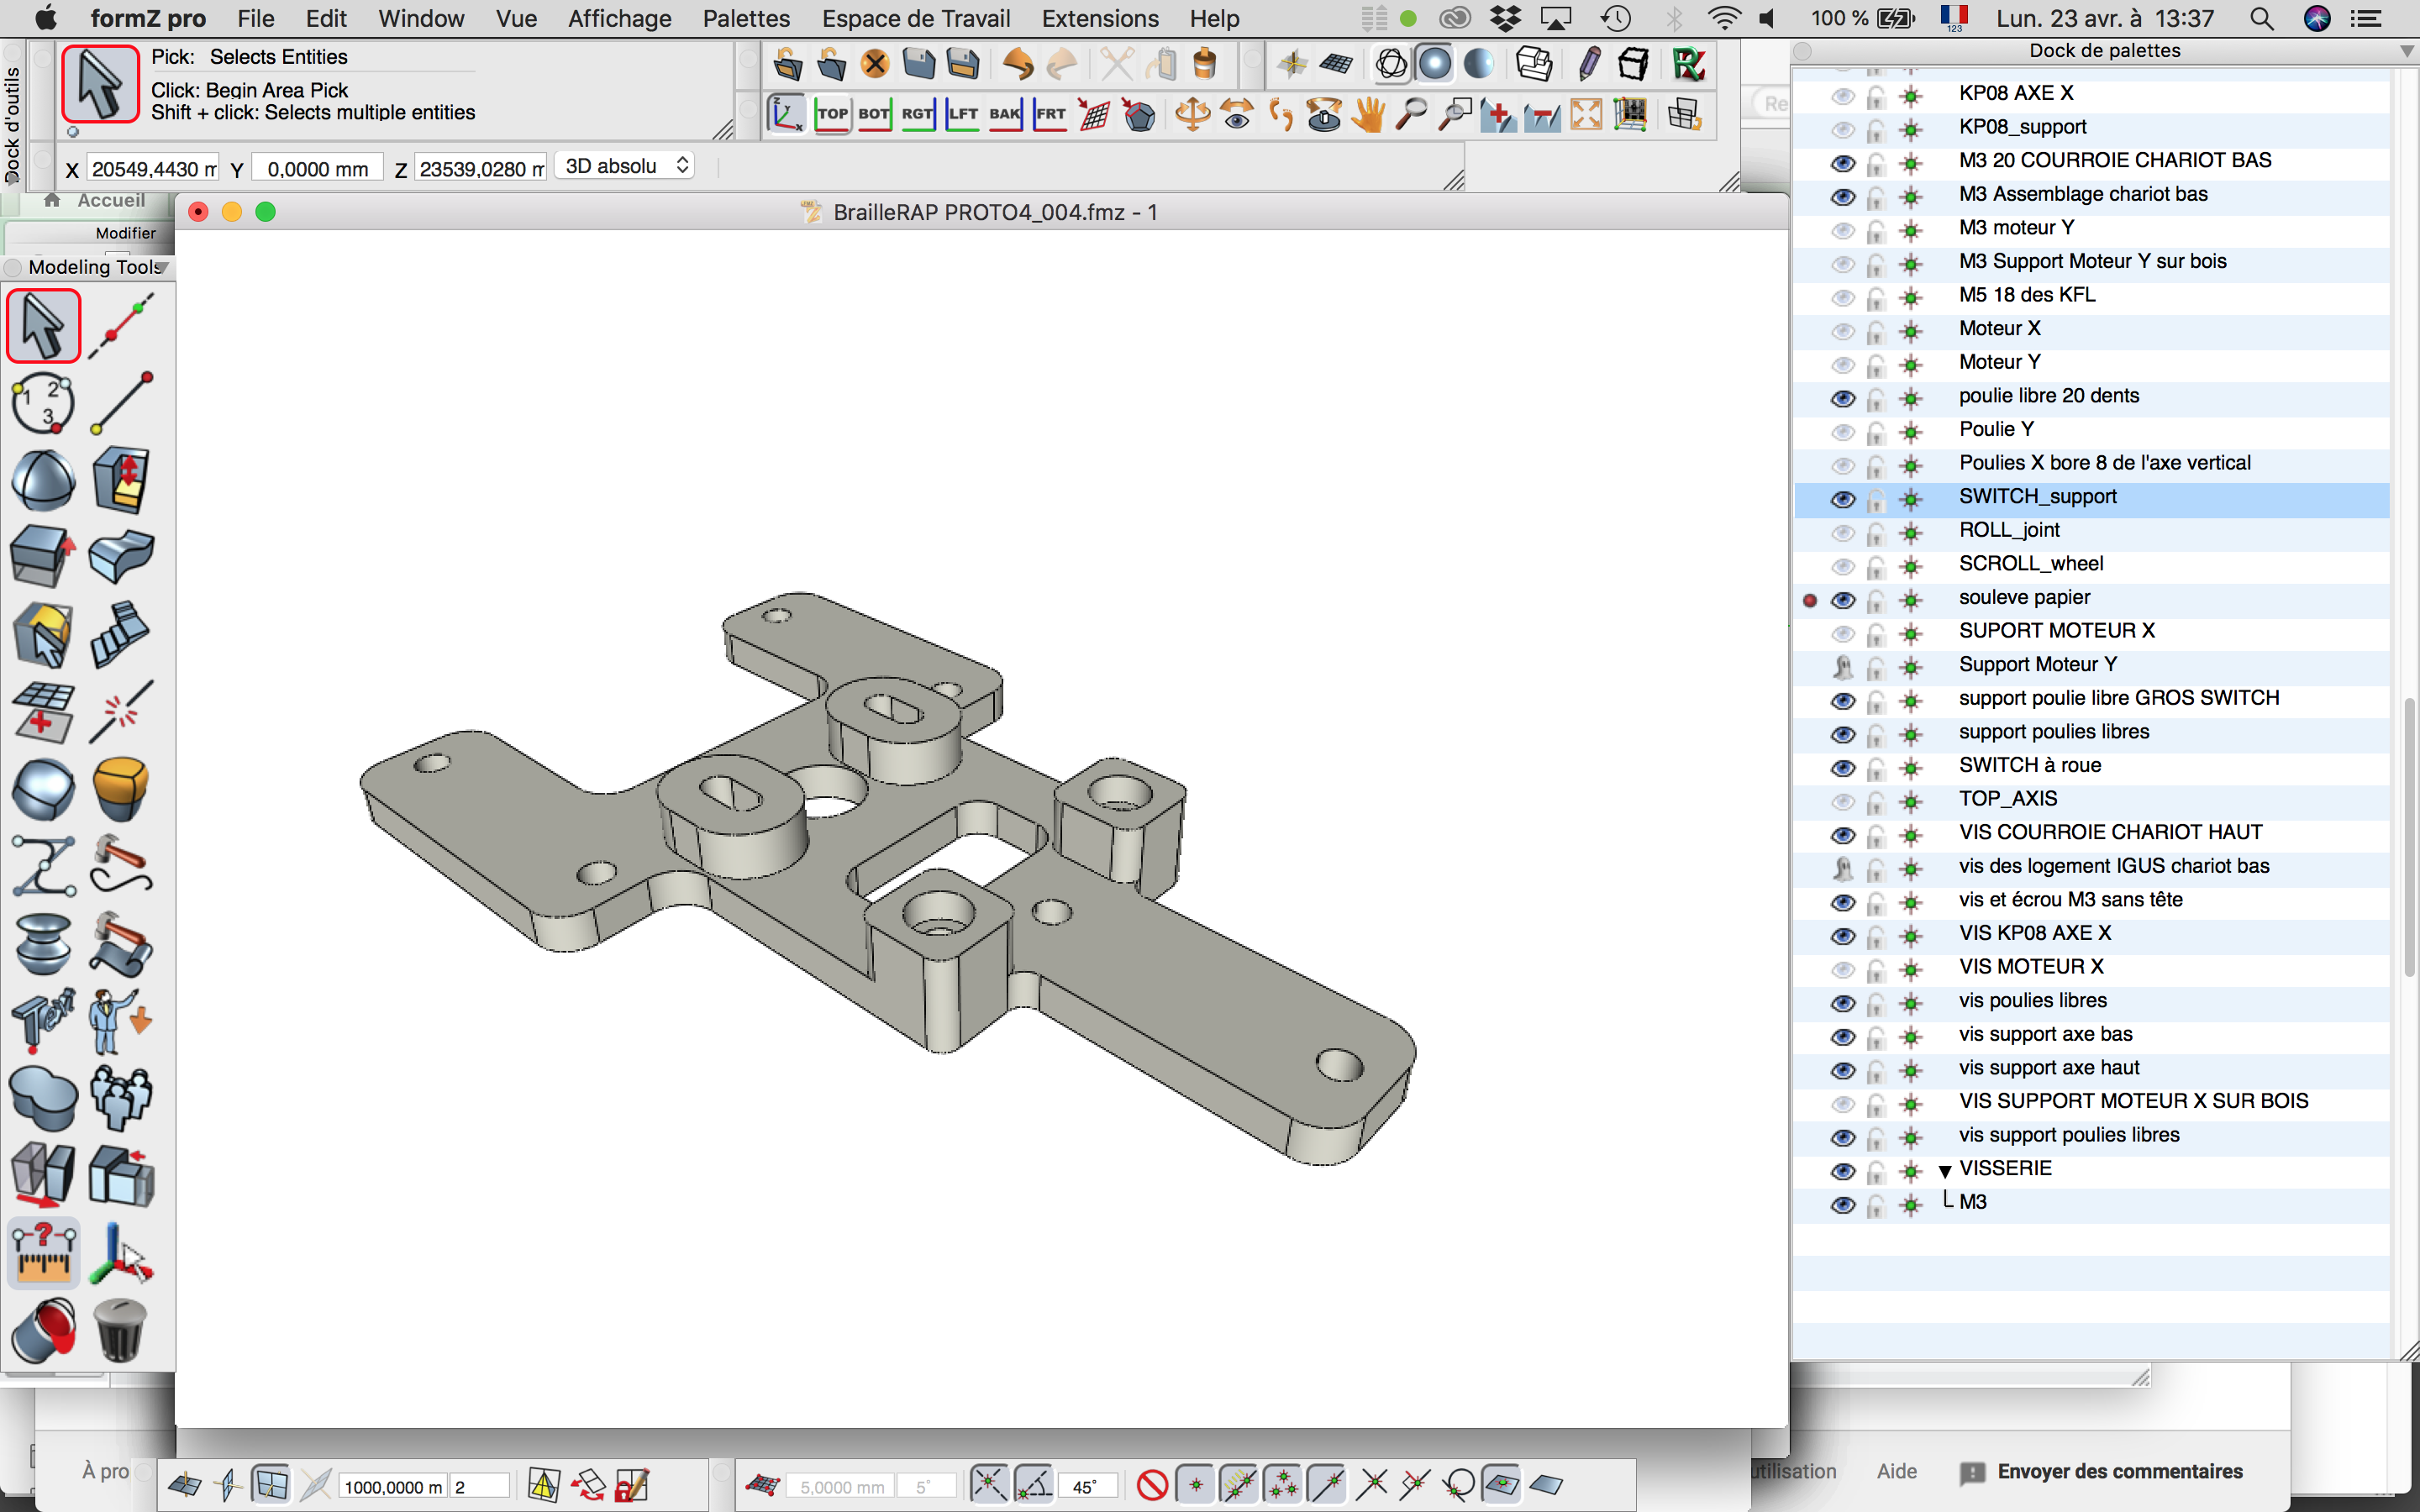 formZ pro File Edit Window Vue Affichage Palettes Espace de Travail Extensions Help 100 % 123 Lun. 23 avr. à 13:37
Pick: Selects Entities
Click: Begin Area Pick
Shift + click: Selects multiple entities
Dock d'outils
TOP BOT RGT LFT BAK FRT
X 20549,4430 m Y 0,0000 mm Z 23539,0280 m 3D absolu
Accueil
Modifier
Re
BrailleRAP PROTO4_004.fmz - 1
Modeling Tools
1 2 3
Text
?
Dock de palettes
KP08 AXE X
KP08_support
M3 20 COURROIE CHARIOT BAS
M3 Assemblage chariot bas
M3 moteur Y
M3 Support Moteur Y sur bois
M5 18 des KFL
Moteur X
Moteur Y
poulie libre 20 dents
Poulie Y
Poulies X bore 8 de l'axe vertical
SWITCH_support
ROLL_joint
SCROLL_wheel
souleve papier
SUPORT MOTEUR X
Support Moteur Y
support poulie libre GROS SWITCH
support poulies libres
SWITCH à roue
TOP_AXIS
VIS COURROIE CHARIOT HAUT
vis des logement IGUS chariot bas
vis et écrou M3 sans tête
VIS KP08 AXE X
VIS MOTEUR X
vis poulies libres
vis support axe bas
vis support axe haut
VIS SUPPORT MOTEUR X SUR BOIS
vis support poulies libres
VISSERIE
M3
À pro
1000,0000 m 2
5,0000 mm 5° 45°
utilisation Aide Envoyer des commentaires